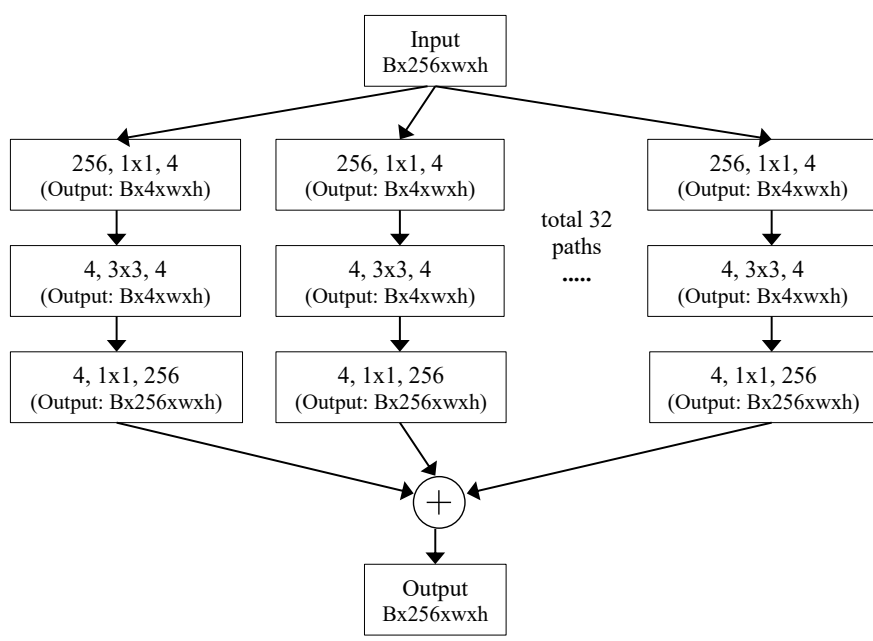 Input
Bx256xwxh
256, 1x1, 4
(Output: Bx4xwxh)
256, 1x1, 4
(Output: Bx4xwxh)
256, 1x1, 4
(Output: Bx4xwxh)
total 32
paths
.....
4, 3x3, 4
(Output: Bx4xwxh)
4, 3x3, 4
(Output: Bx4xwxh)
4, 3x3, 4
(Output: Bx4xwxh)
4, 1x1, 256
(Output: Bx256xwxh)
4, 1x1, 256
(Output: Bx256xwxh)
4, 1x1, 256
(Output: Bx256xwxh)
+
Output
Bx256xwxh